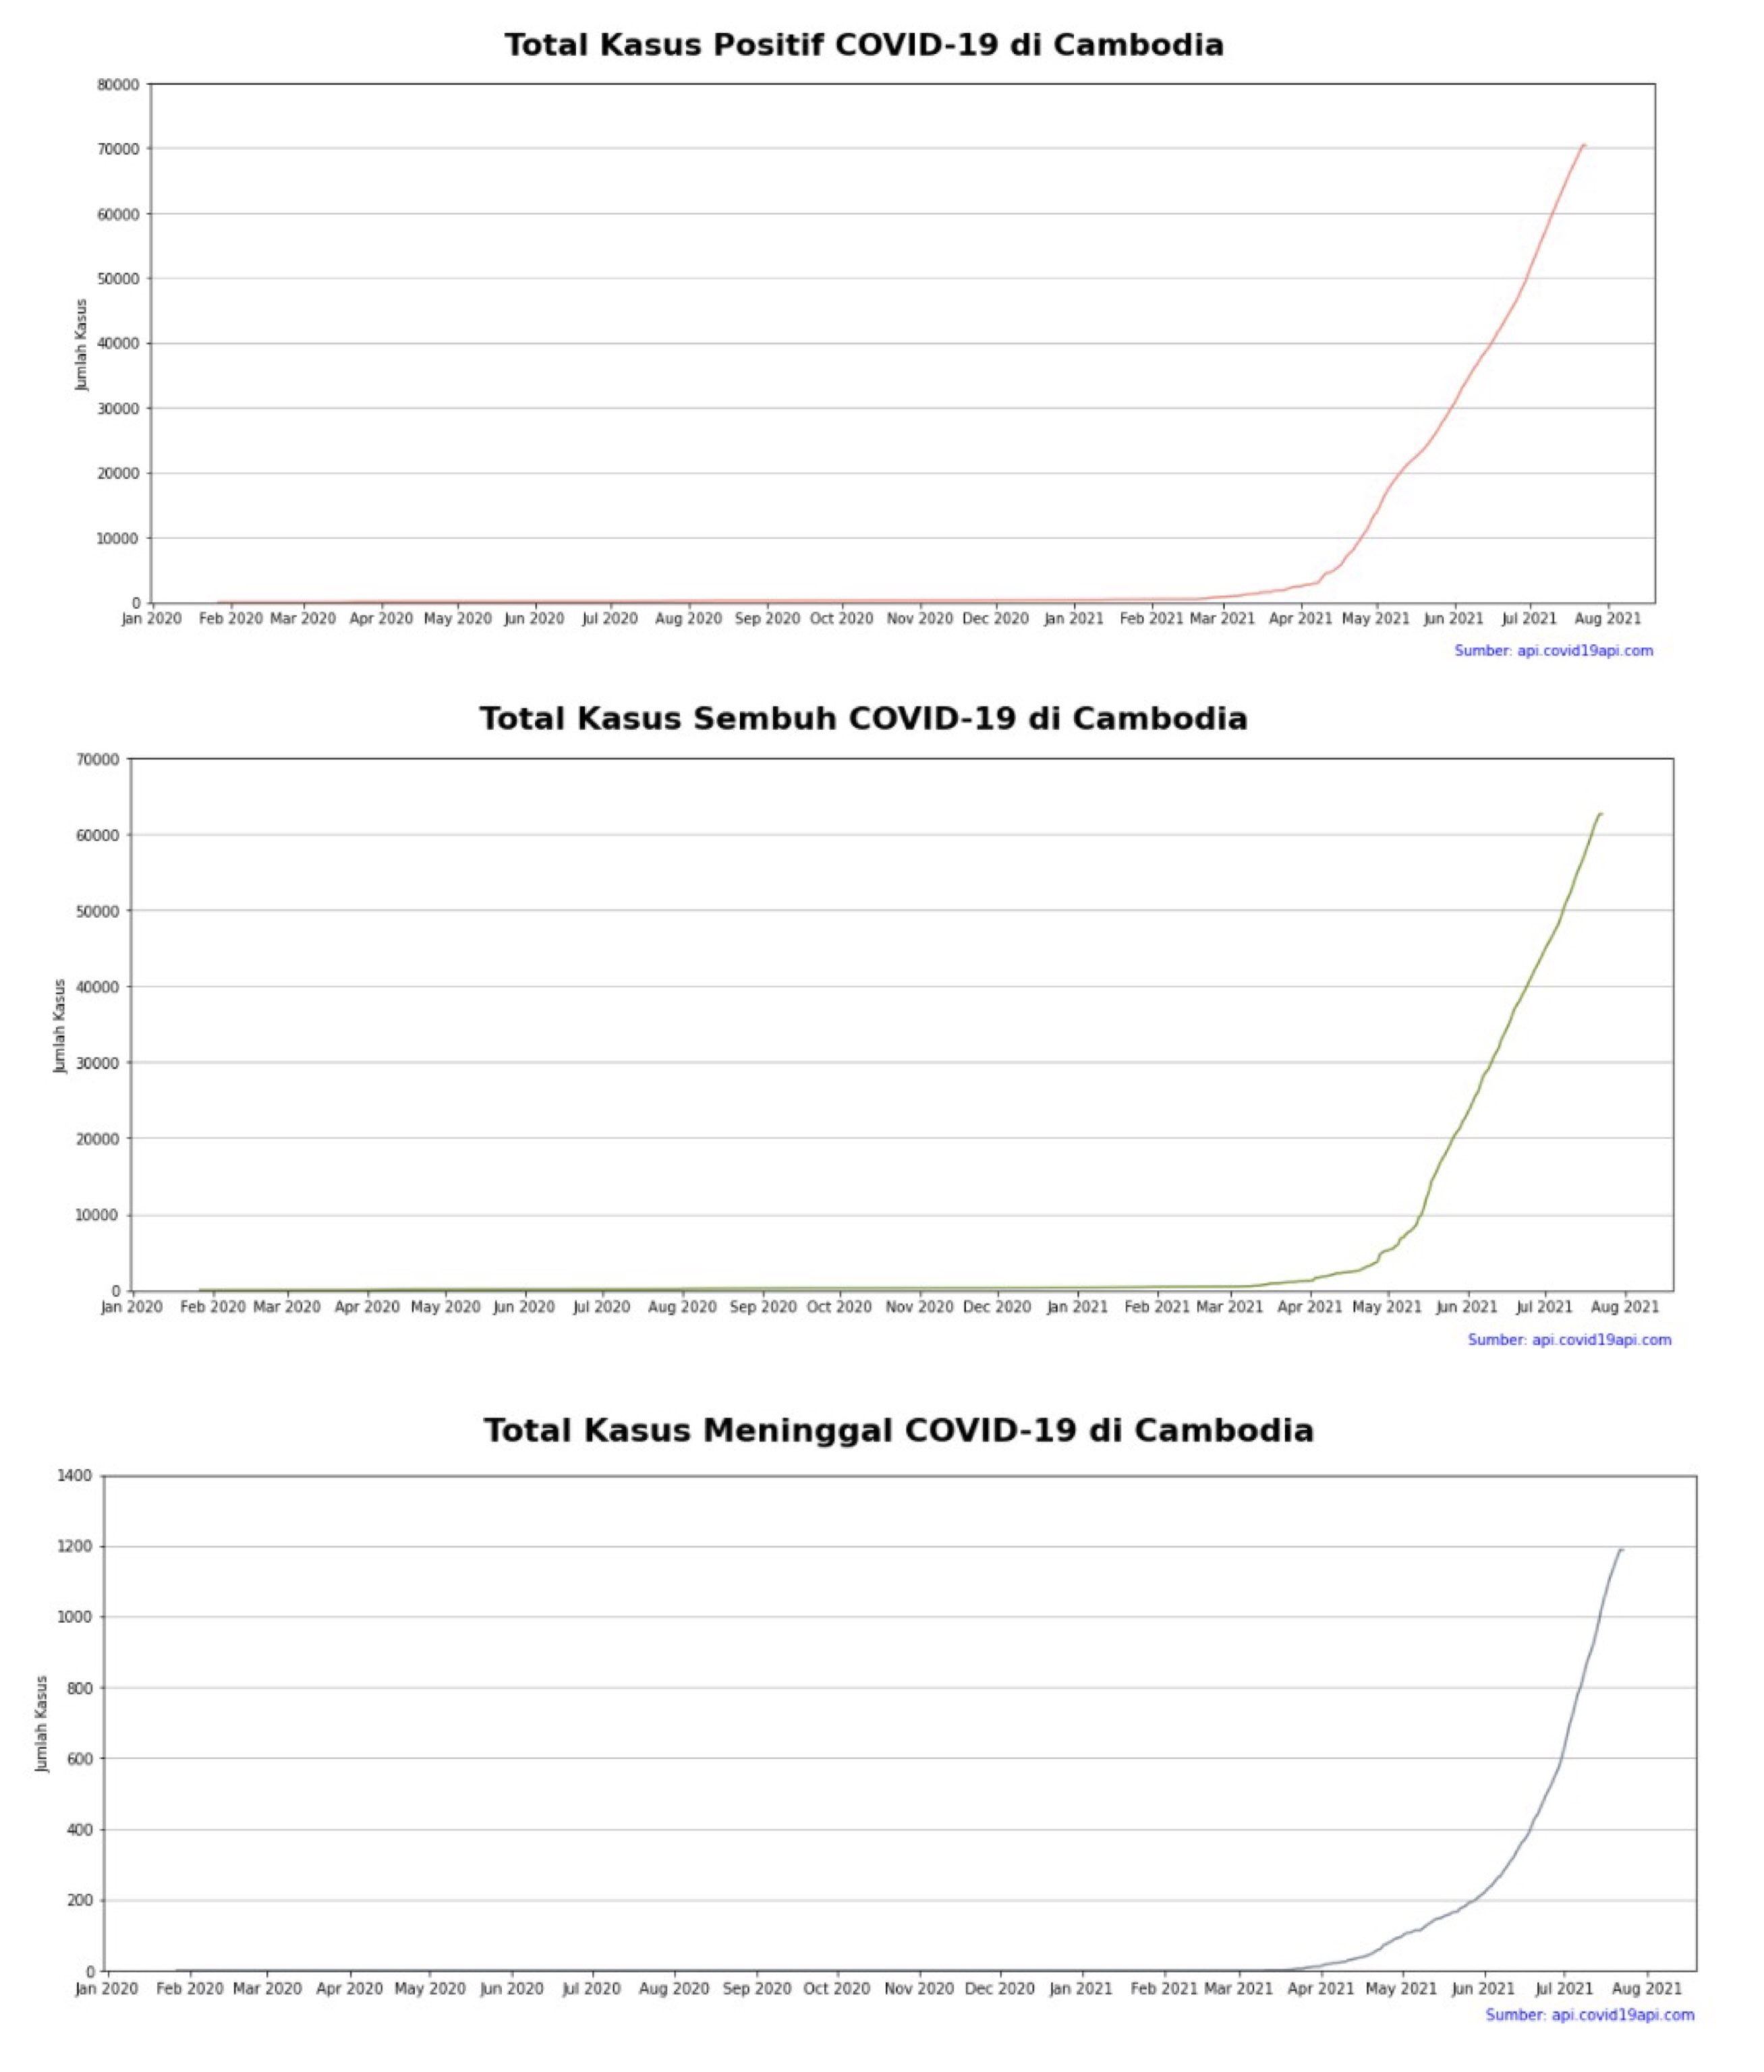 Total Kasus Positif COVID-19 di Cambodia
80000
70000
60000
50000
40000
30000
20000
10000
0
Jumlah Kasus
Jan 2020 Feb 2020 Mar 2020 Apr 2020 May 2020 Jun 2020 Jul 2020 Aug 2020 Sep 2020 Oct 2020 Nov 2020 Dec 2020 Jan 2021 Feb 2021 Mar 2021 Apr 2021 May 2021 Jun 2021 Jul 2021 Aug 2021
Sumber: api.covid19api.com
Total Kasus Sembuh COVID-19 di Cambodia
70000
60000
50000
40000
30000
20000
10000
0
Jumlah Kasus
Jan 2020 Feb 2020 Mar 2020 Apr 2020 May 2020 Jun 2020 Jul 2020 Aug 2020 Sep 2020 Oct 2020 Nov 2020 Dec 2020 Jan 2021 Feb 2021 Mar 2021 Apr 2021 May 2021 Jun 2021 Jul 2021 Aug 2021
Sumber: api.covid19api.com
Total Kasus Meninggal COVID-19 di Cambodia
1400
1200
1000
800
600
400
200
0
Jumlah Kasus
Jan 2020 Feb 2020 Mar 2020 Apr 2020 May 2020 Jun 2020 Jul 2020 Aug 2020 Sep 2020 Oct 2020 Nov 2020 Dec 2020 Jan 2021 Feb 2021 Mar 2021 Apr 2021 May 2021 Jun 2021 Jul 2021 Aug 2021
Sumber: api.covid19api.com